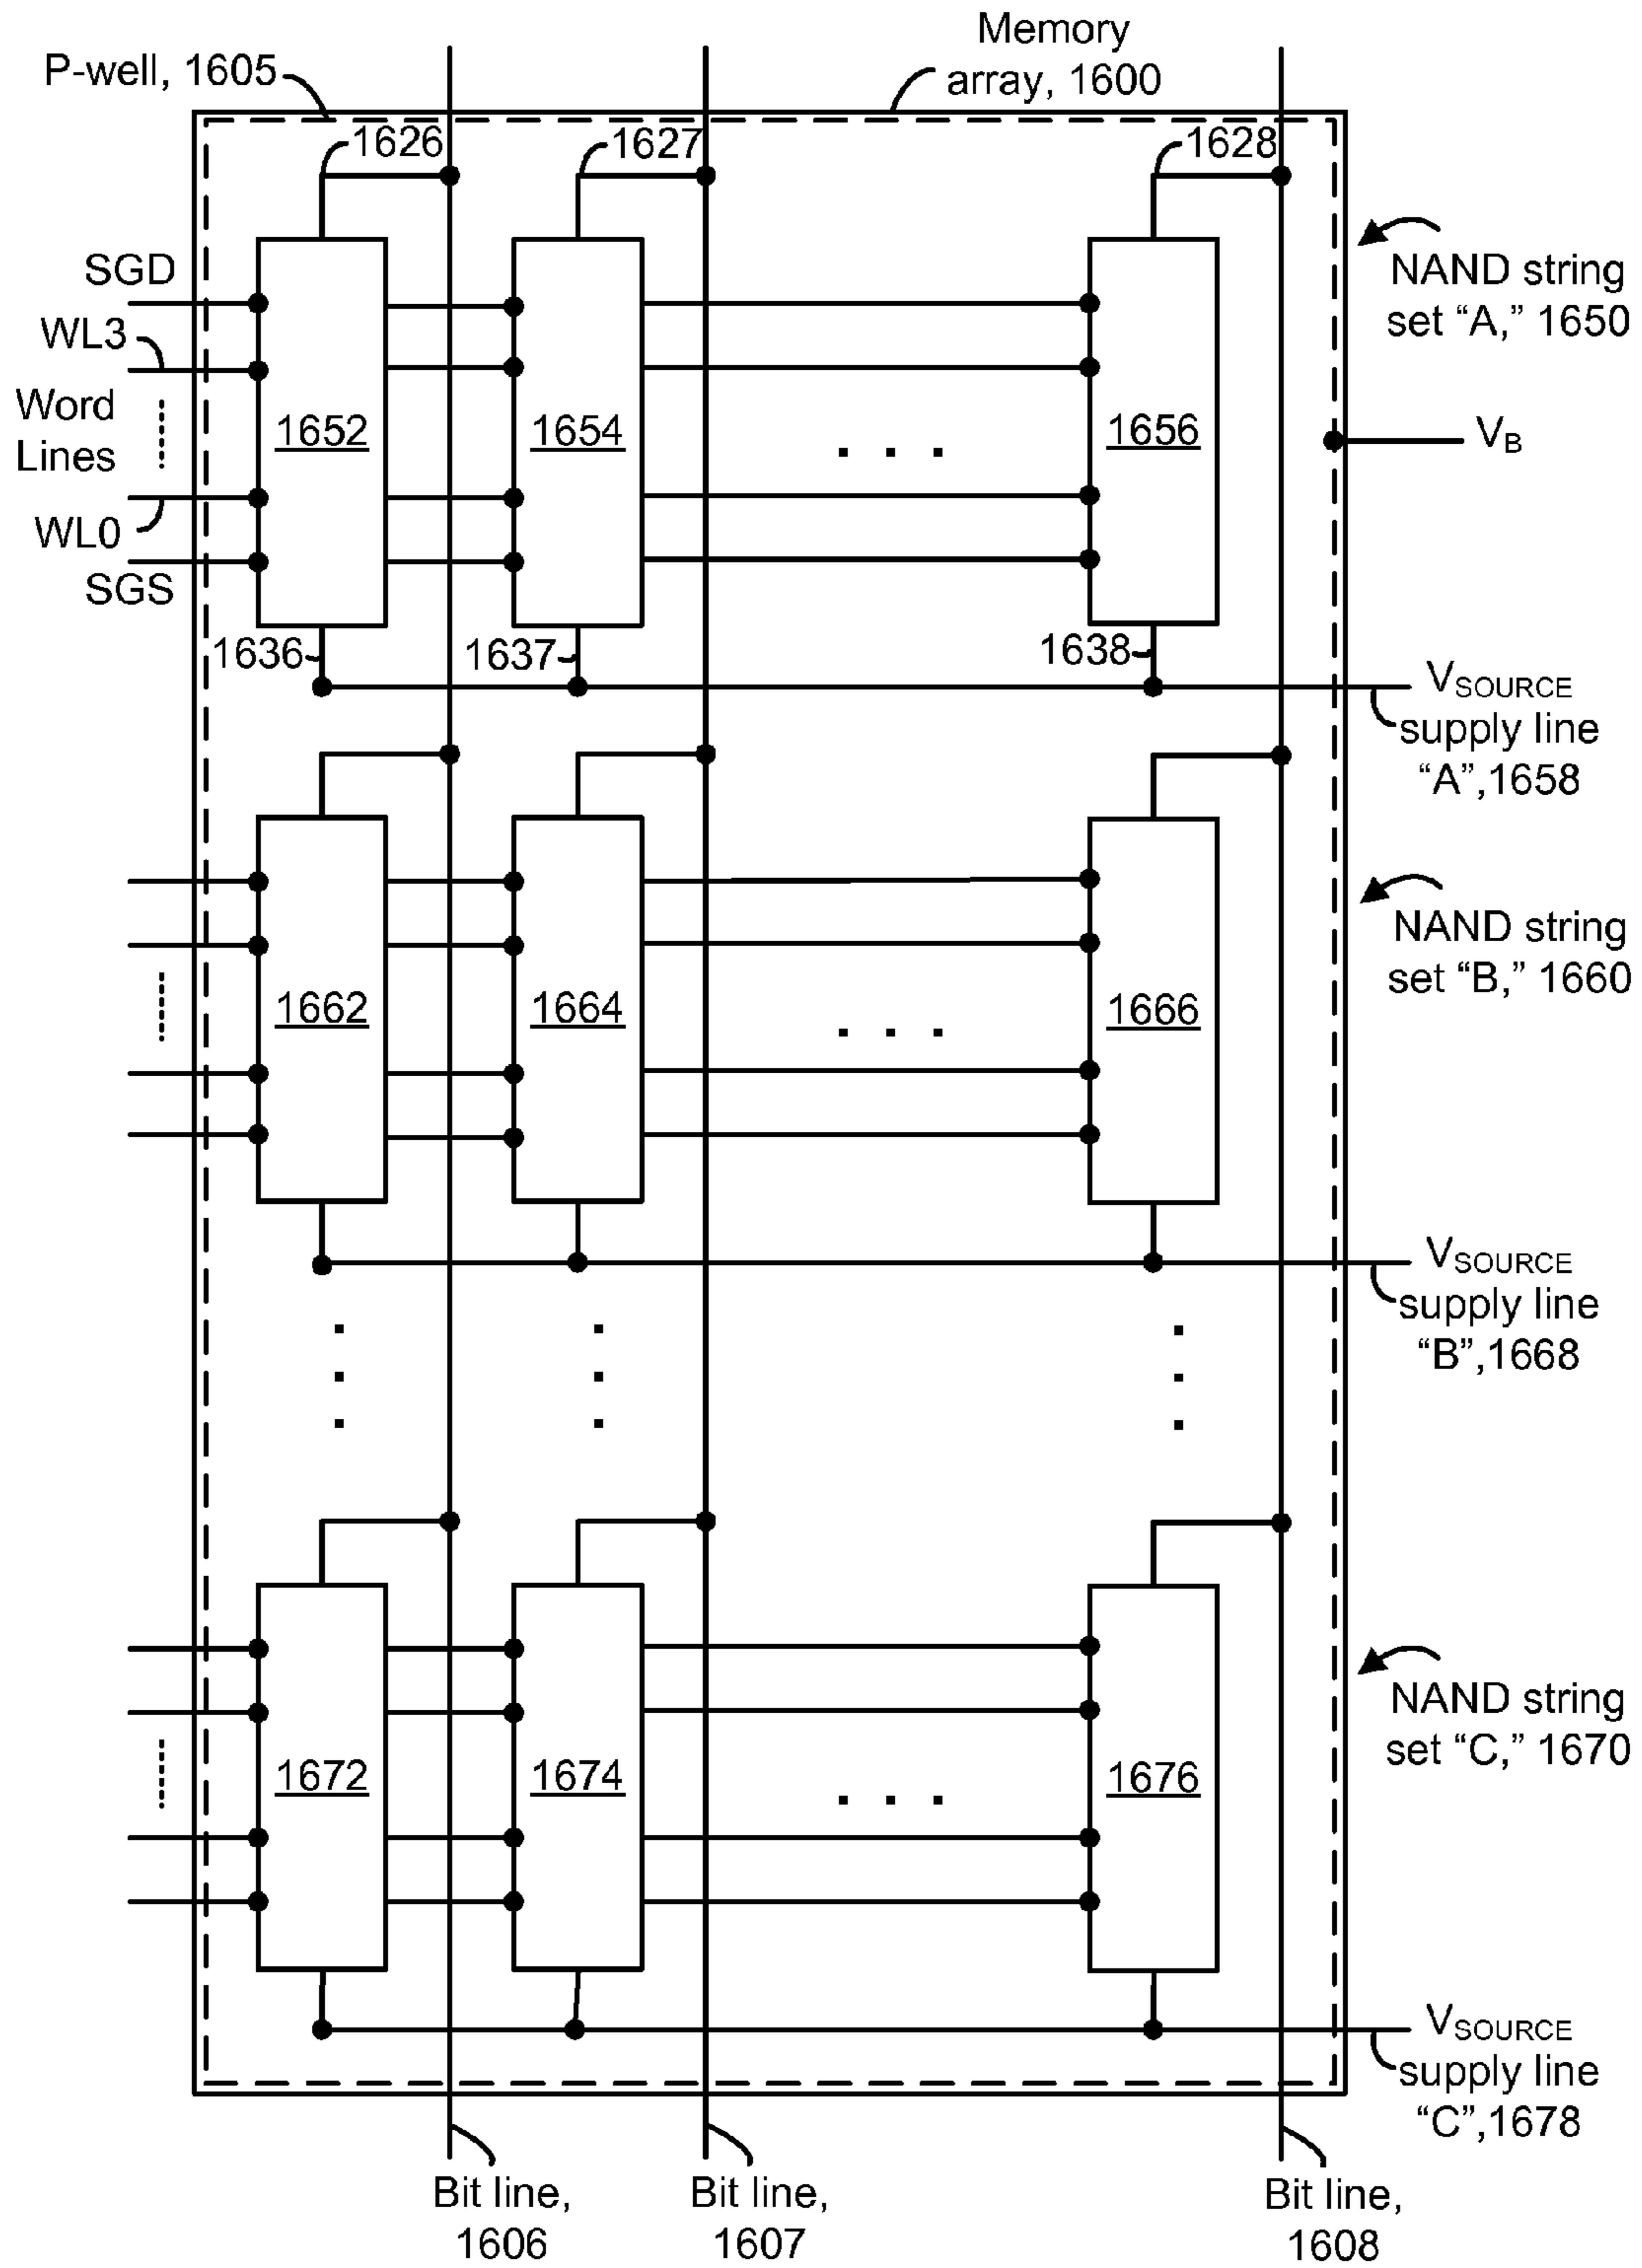 Memory
array, 1600
P-well, 1605
1626
1627
1628
SGD
WL3
Word
Lines
WL0
SGS
1652
1654
. . .
1656
NAND string
set “A,” 1650
VB
1636
1637
1638
VSOURCE
supply line
“A”,1658
1662
1664
. . .
1666
NAND string
set “B,” 1660
VSOURCE
supply line
“B”,1668
1672
1674
. . .
1676
NAND string
set “C,” 1670
VSOURCE
supply line
“C”,1678
Bit line,
1606
Bit line,
1607
Bit line,
1608